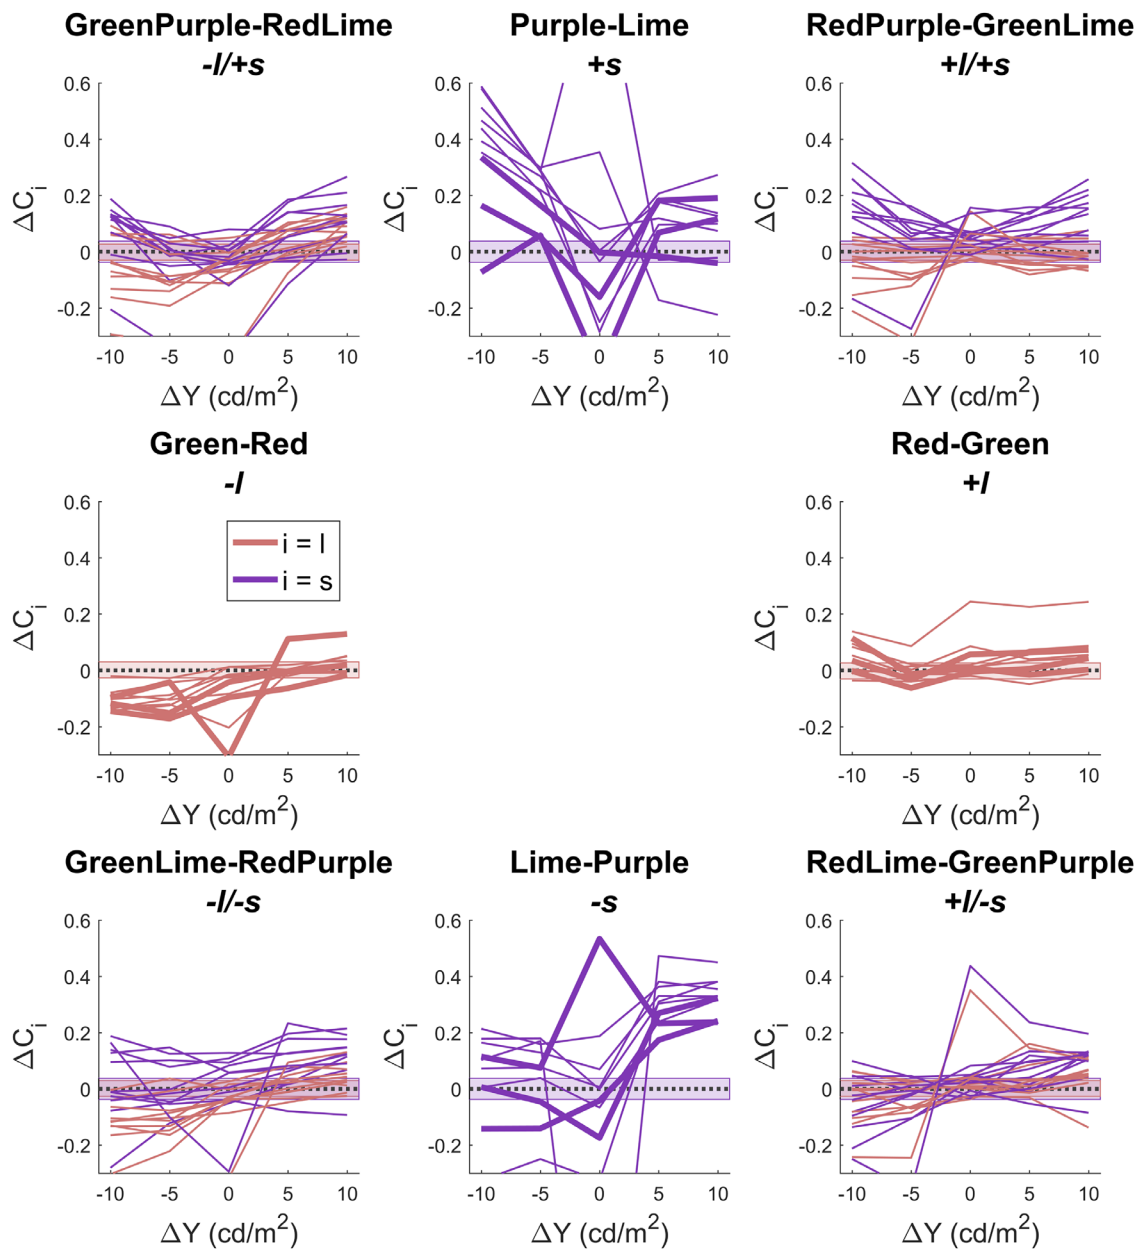 GreenPurple-RedLime
-l/+s
Purple-Lime
+s
RedPurple-GreenLime
+l/+s
0.6
0.4
0.2
0
-0.2
ΔCi
-10 -5 0 5 10
ΔY (cd/m2)
0.6
0.4
0.2
0
-0.2
ΔCi
-10 -5 0 5 10
ΔY (cd/m2)
0.6
0.4
0.2
0
-0.2
ΔCi
-10 -5 0 5 10
ΔY (cd/m2)
Green-Red
-l
Red-Green
+l
0.6
0.4
0.2
0
-0.2
ΔCi
i = l
i = s
-10 -5 0 5 10
ΔY (cd/m2)
0.6
0.4
0.2
0
-0.2
ΔCi
-10 -5 0 5 10
ΔY (cd/m2)
GreenLime-RedPurple
-l/-s
Lime-Purple
-s
RedLime-GreenPurple
+l/-s
0.6
0.4
0.2
0
-0.2
ΔCi
-10 -5 0 5 10
ΔY (cd/m2)
0.6
0.4
0.2
0
-0.2
ΔCi
-10 -5 0 5 10
ΔY (cd/m2)
0.6
0.4
0.2
0
-0.2
ΔCi
-10 -5 0 5 10
ΔY (cd/m2)